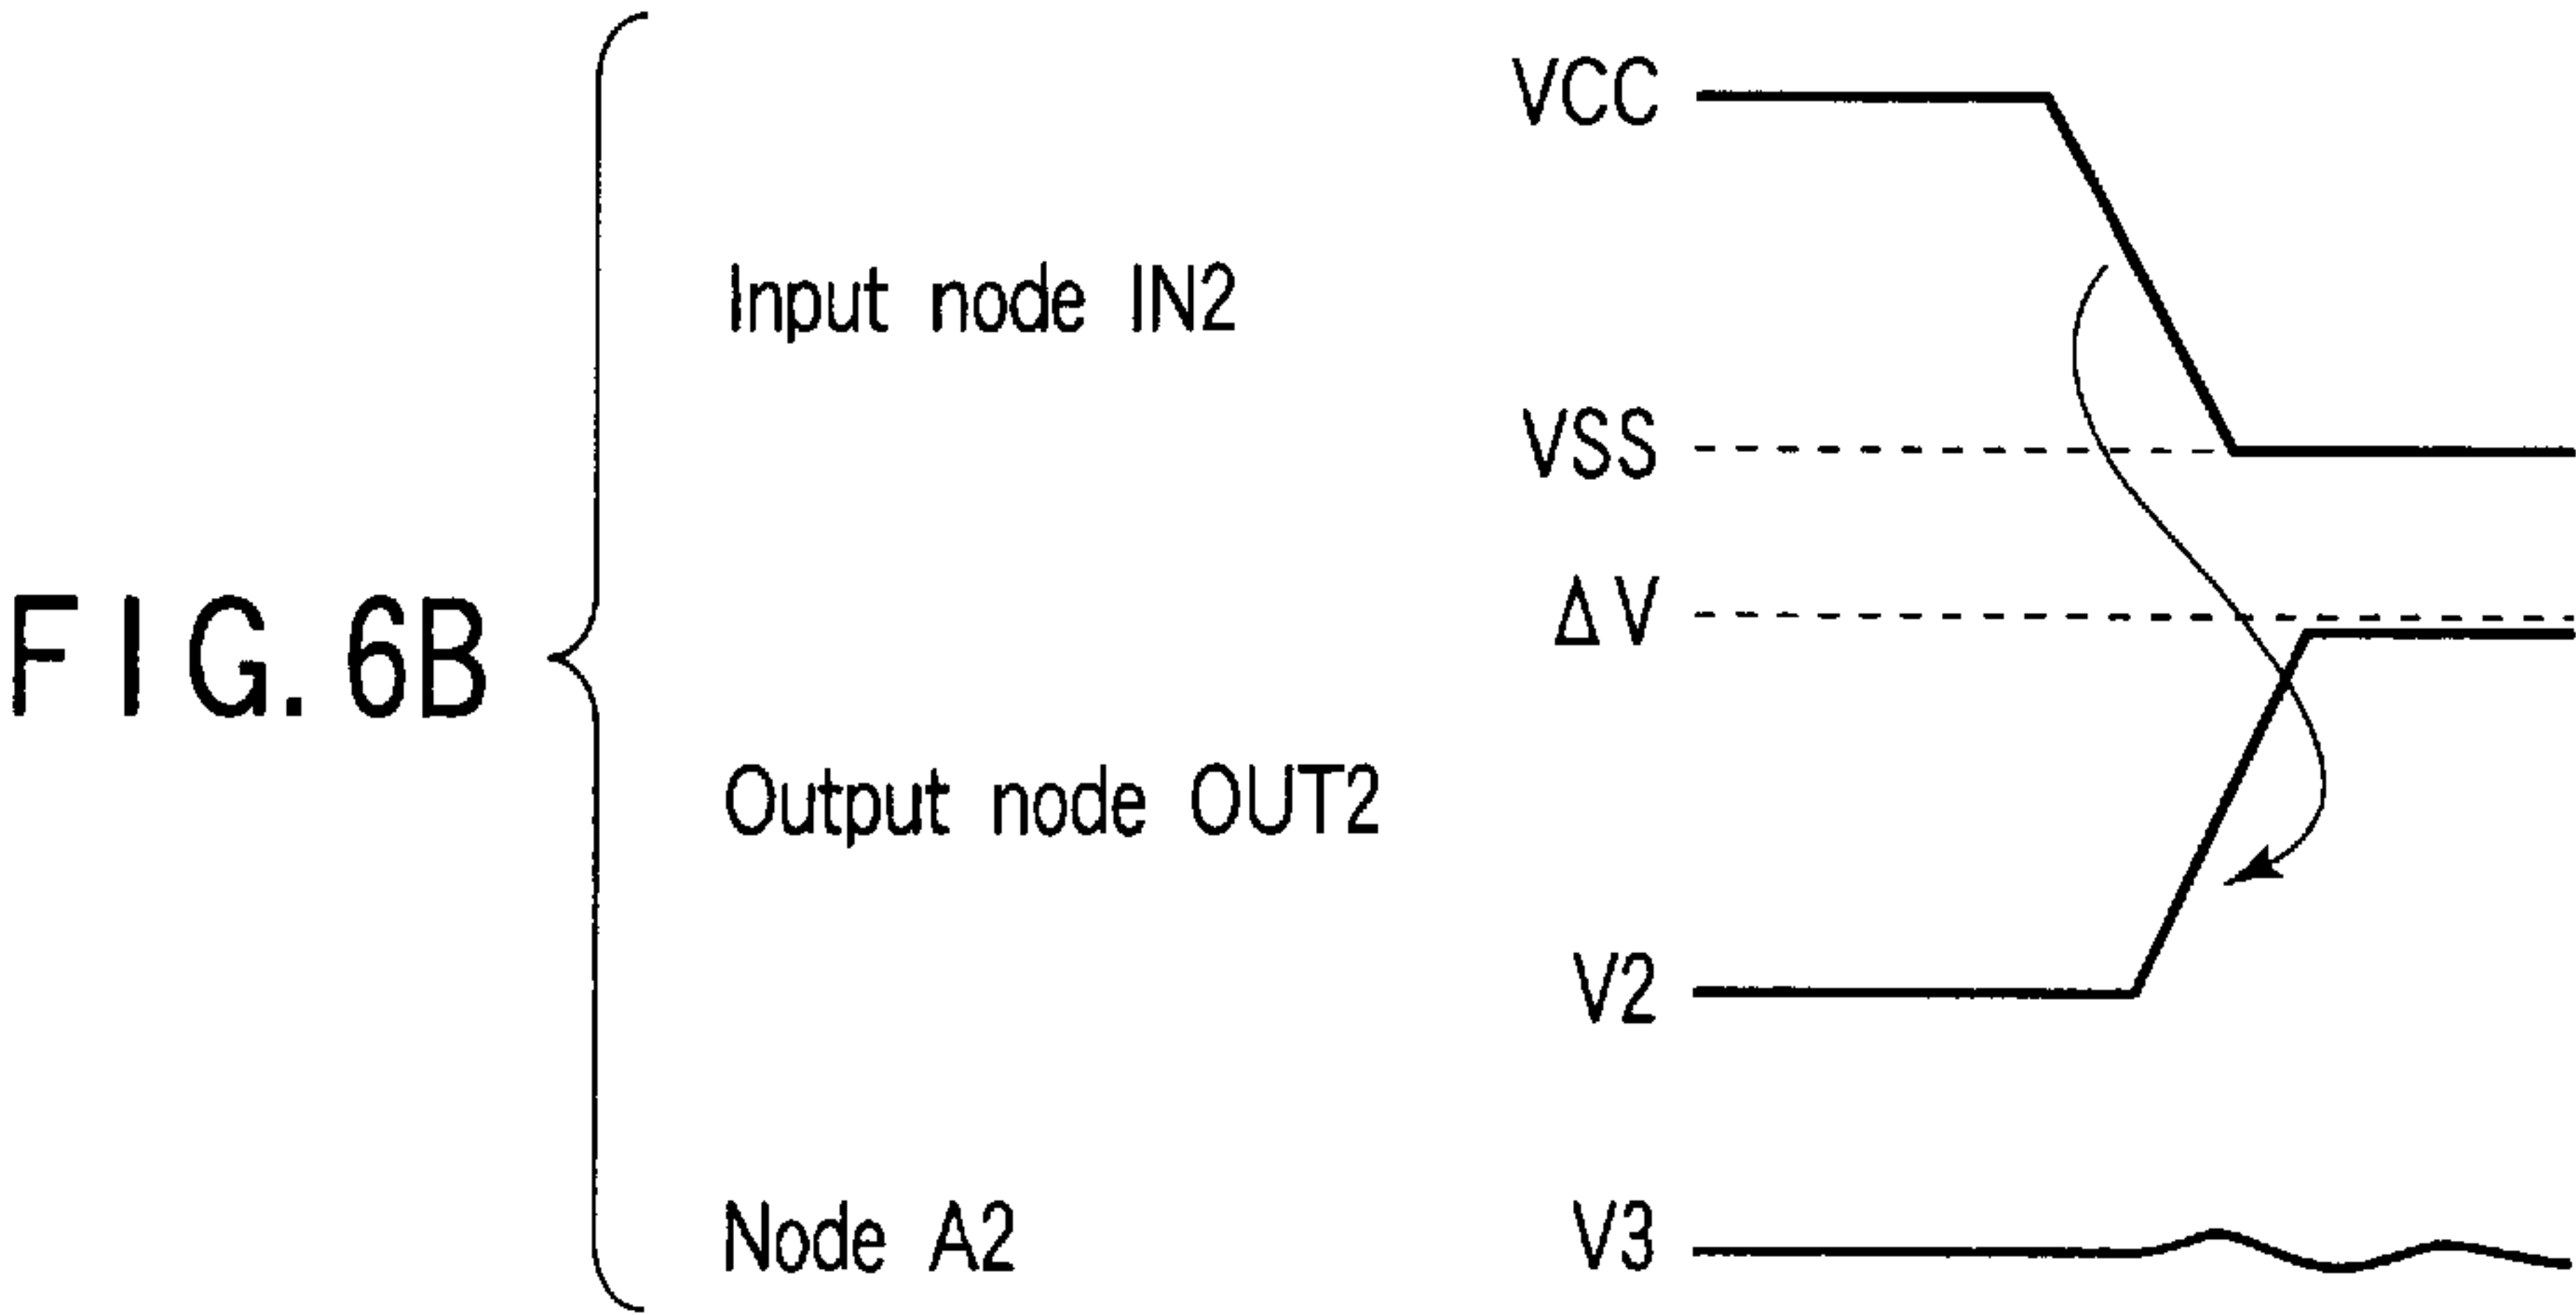 VCC
Input node IN2
VSS
ΔV
FIG. 6B
Output node OUT2
V2
Node A2
V3